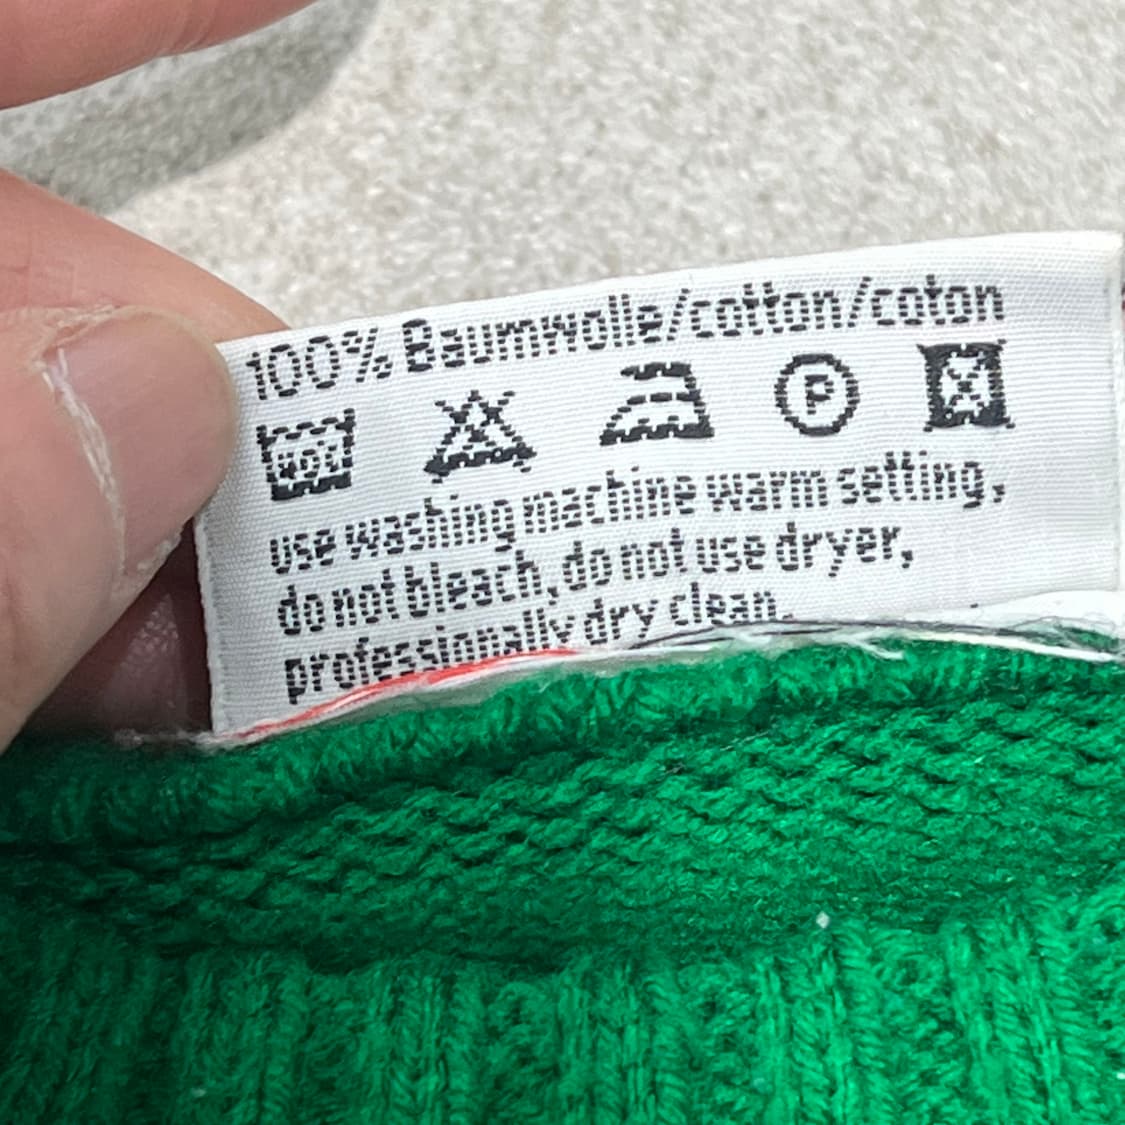 100% Baumwolle/cotton/coton
40C P
use washing machine warm setting,
do not bleach, do not use dryer,
professionally dry clean.